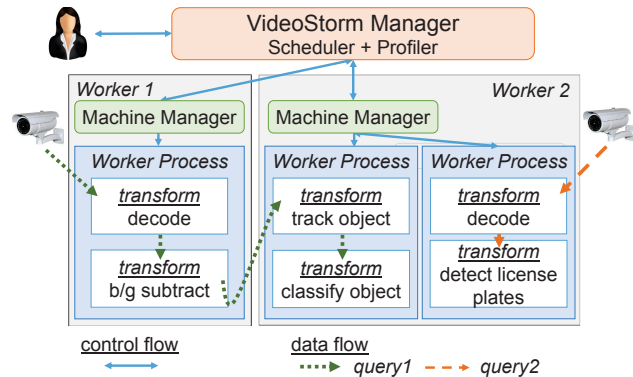 VideoStorm Manager
Scheduler + Profiler
Worker 1
Worker 2
Machine Manager
Machine Manager
Worker Process
Worker Process
Worker Process
transform
decode
transform
track object
transform
decode
transform
b/g subtract
transform
classify object
transform
detect license
plates
control flow
data flow
query1
query2